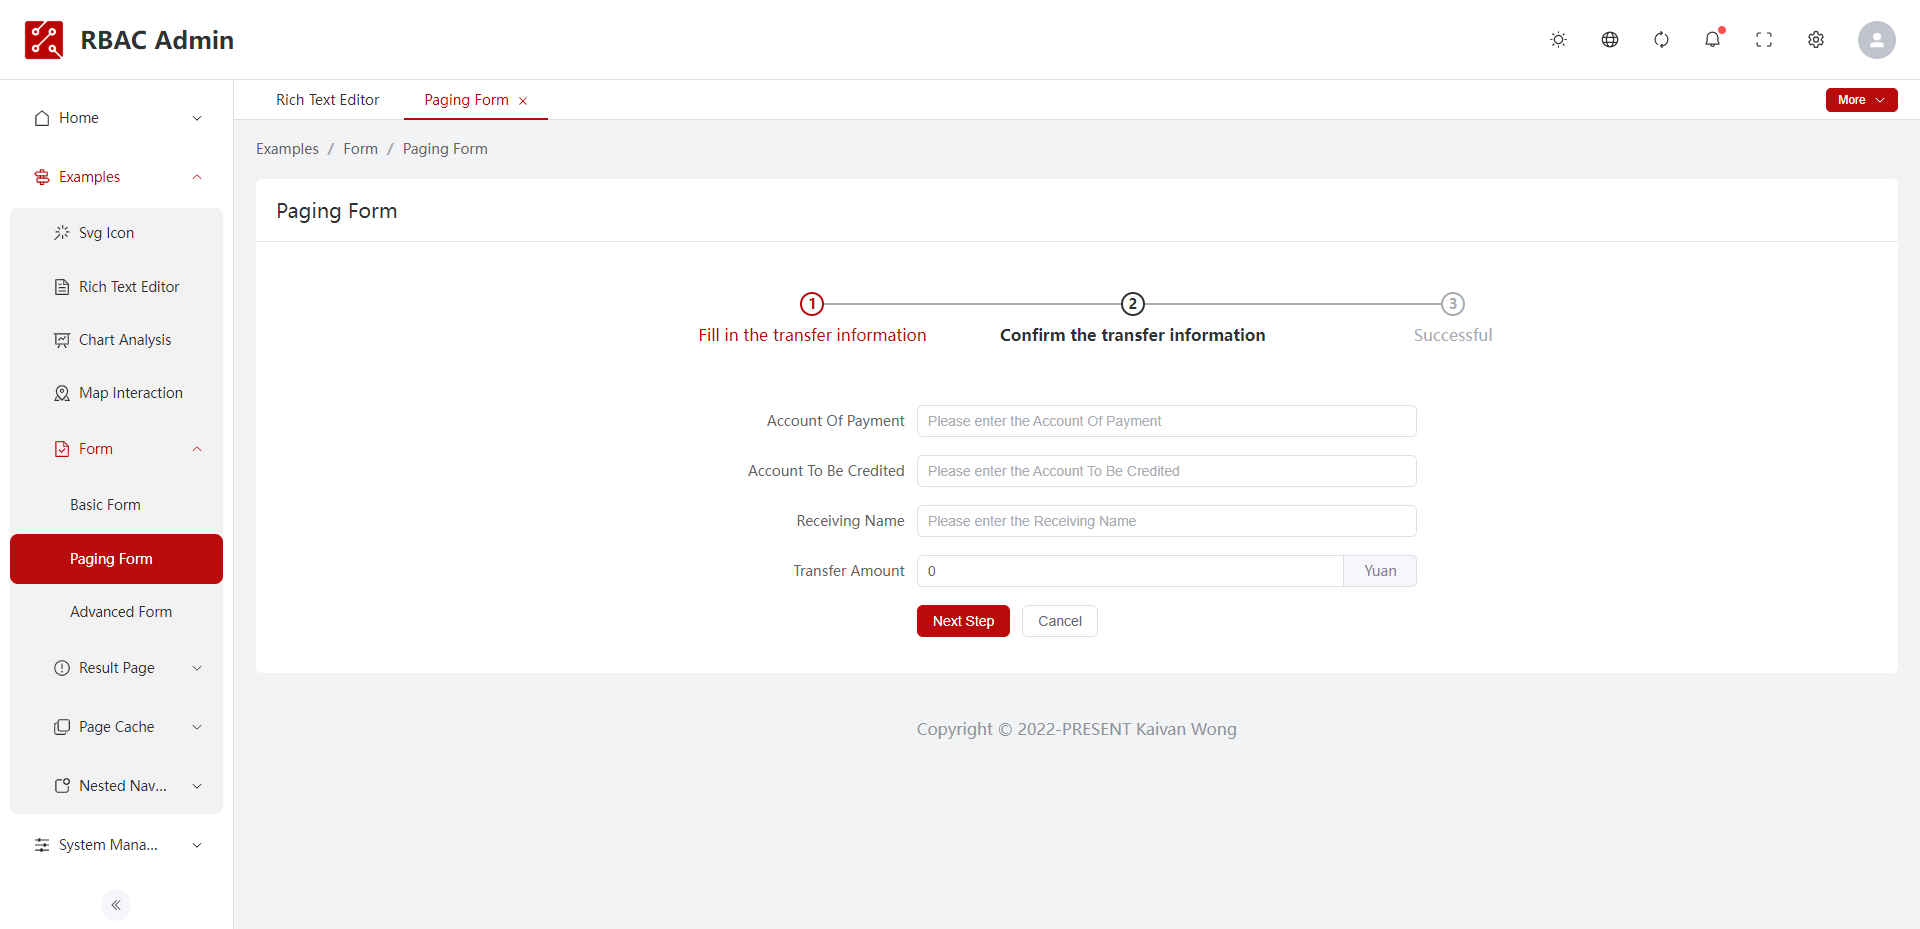 RBAC Admin
Home
Examples
Svg Icon
Rich Text Editor
Chart Analysis
Map Interaction
Form
Basic Form
Paging Form
Advanced Form
Result Page
Page Cache
Nested Nav...
System Mana...
Rich Text Editor
Paging Form
More
Examples / Form / Paging Form
Paging Form
1
Fill in the transfer information
2
Confirm the transfer information
3
Successful
Account Of Payment Please enter the Account Of Payment
Account To Be Credited Please enter the Account To Be Credited
Receiving Name Please enter the Receiving Name
Transfer Amount 0 Yuan
Next Step Cancel
Copyright © 2022-PRESENT Kaivan Wong